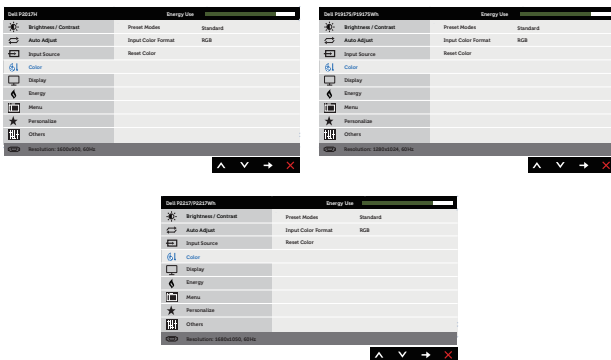 Dell P2017H Energy Use
Brightness / Contrast Preset Modes Standard
Auto Adjust Input Color Format RGB
Input Source Reset Color
Color
Display
Energy
Menu
Personalize
Others
Resolution: 1600x900, 60Hz
Dell P1917S/P1917SWh Energy Use
Brightness / Contrast Preset Modes Standard
Auto Adjust Input Color Format RGB
Input Source Reset Color
Color
Display
Energy
Menu
Personalize
Others
Resolution: 1280x1024, 60Hz
Dell P2217/P2217Wh Energy Use
Brightness / Contrast Preset Modes Standard
Auto Adjust Input Color Format RGB
Input Source Reset Color
Color
Display
Energy
Menu
Personalize
Others
Resolution: 1680x1050, 60Hz